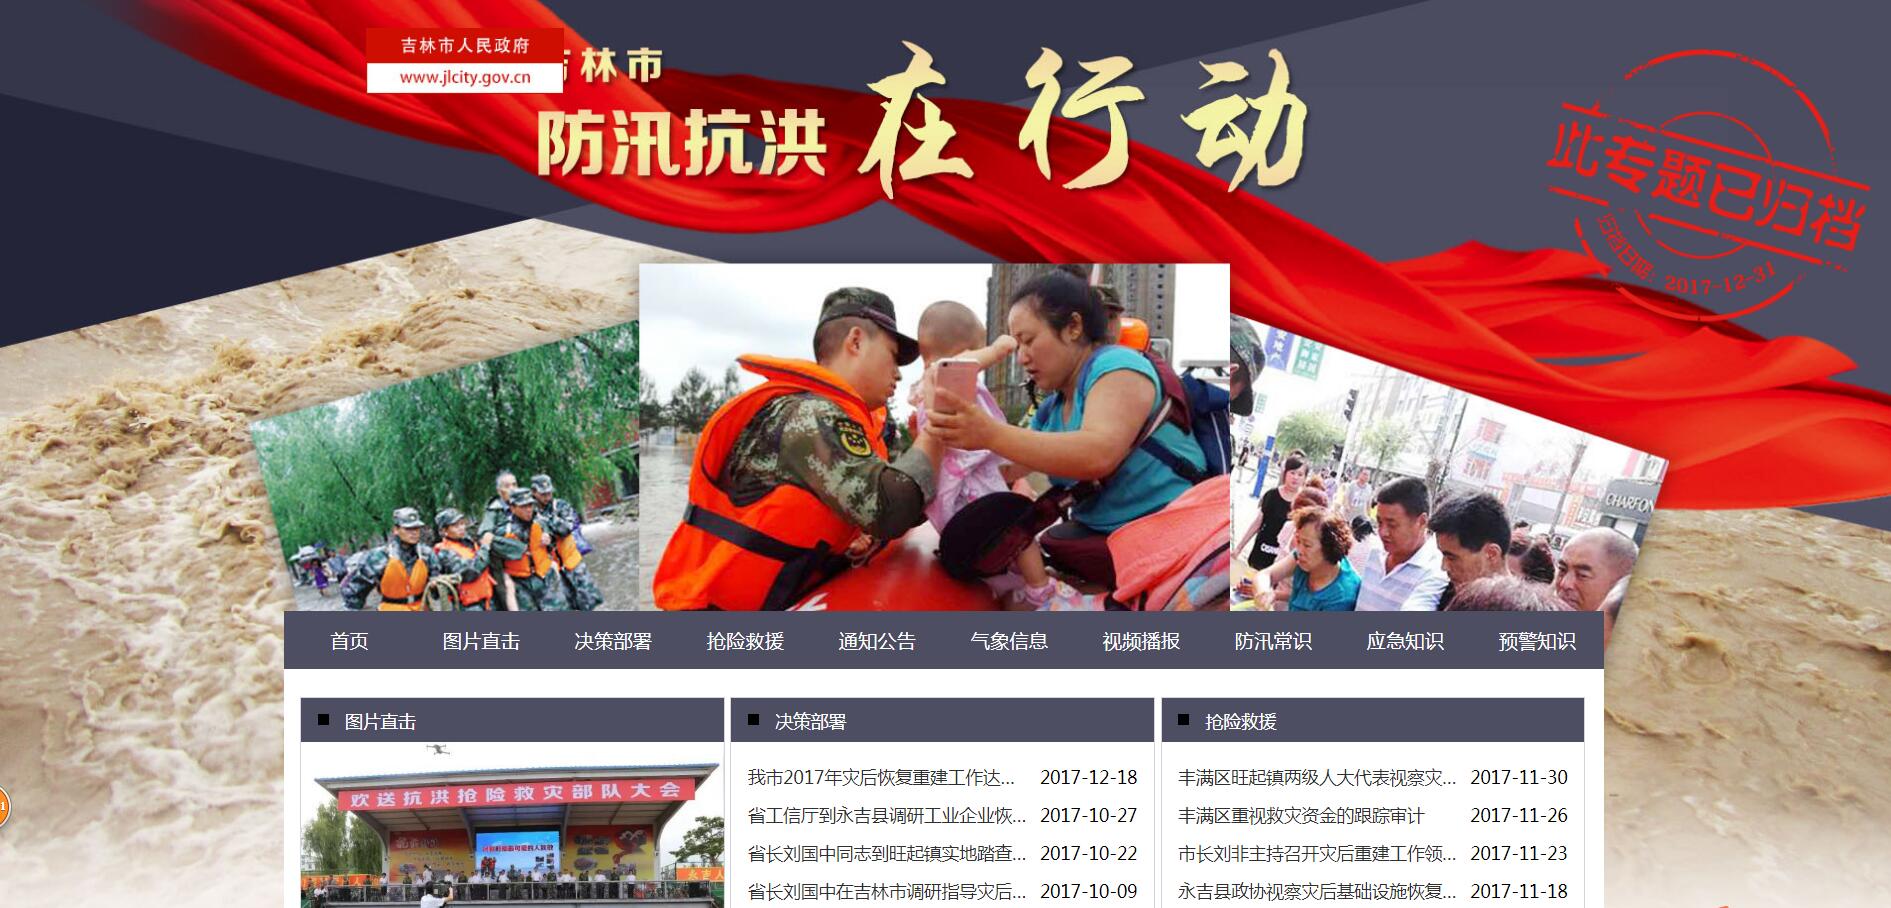 吉林市人民政府
www.jlcity.gov.cn
林市
防汛抗洪
在行动
此专题已归档
归档日期：2017-12-31
CHARFON
首页
图片直击
决策部署
抢险救援
通知公告
气象信息
视频播报
防汛常识
应急知识
预警知识
图片直击
欢送抗洪抢险救灾部队大会
决策部署
我市2017年灾后恢复重建工作达... 2017-12-18
省工信厅到永吉县调研工业企业恢... 2017-10-27
省长刘国中同志到旺起镇实地踏查... 2017-10-22
省长刘国中在吉林市调研指导灾后... 2017-10-09
抢险救援
丰满区旺起镇两级人大代表视察灾... 2017-11-30
丰满区重视救灾资金的跟踪审计 2017-11-26
市长刘非主持召开灾后重建工作领... 2017-11-23
永吉县政协视察灾后基础设施恢复... 2017-11-18